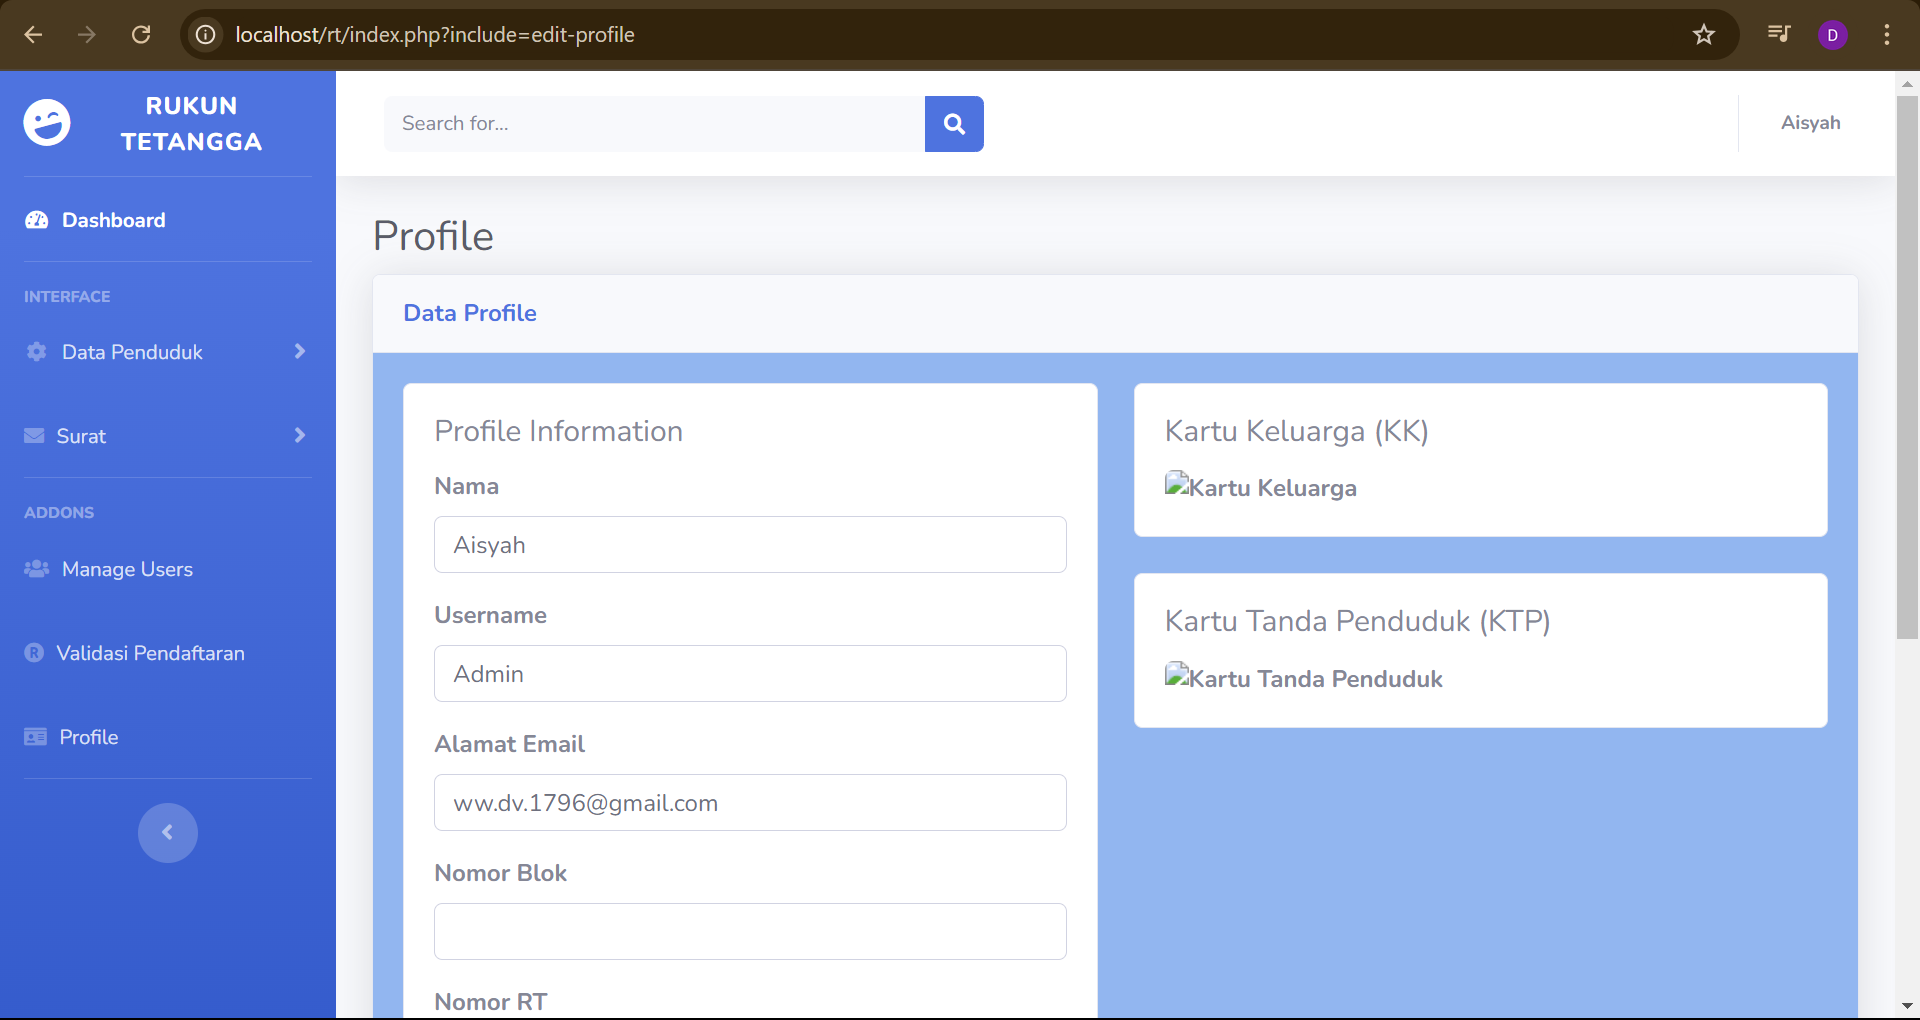 localhost/rt/index.php?include=edit-profile
D
RUKUN
TETANGGA
Search for...
Aisyah
Dashboard
INTERFACE
Data Penduduk
Surat
ADDONS
Manage Users
R
Validasi Pendaftaran
Profile
Profile
Data Profile
Profile Information
Nama
Aisyah
Username
Admin
Alamat Email
ww.dv.1796@gmail.com
Nomor Blok
Nomor RT
Kartu Keluarga (KK)
Kartu Keluarga
Kartu Tanda Penduduk (KTP)
Kartu Tanda Penduduk